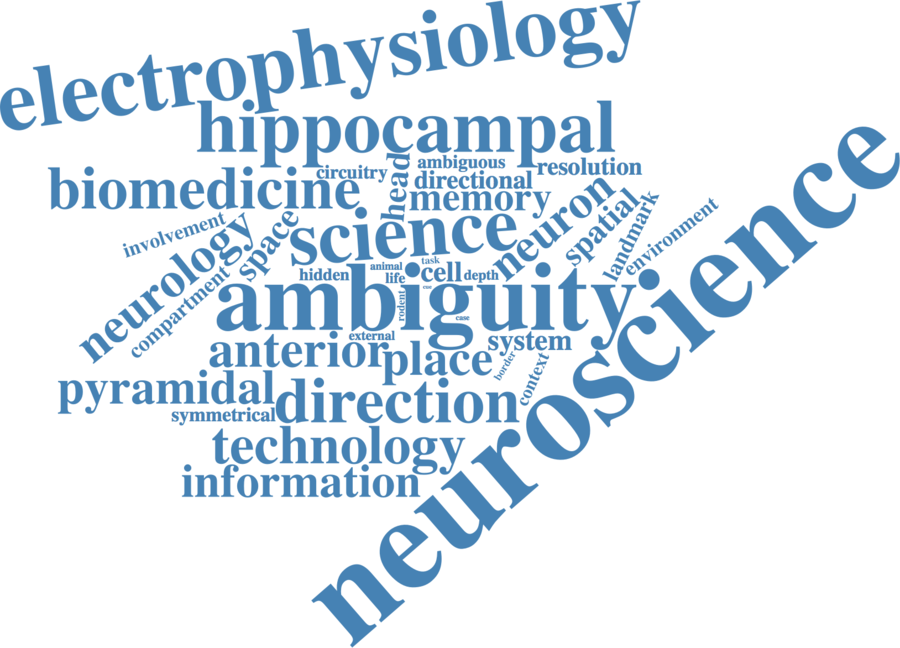 electrophysiology
hippocampal
circuitry
head
ambiguous
resolution
biomedicine
directional
memory
neuron
spatial
landmark
environment
involvement
neurology
space
science
compartment
hidden
animal
life
task
cell
depth
cue
rodent
case
ambiguity
external
system
anterior
place
border
context
pyramidal
symmetrical
direction
technology
information
neuroscience